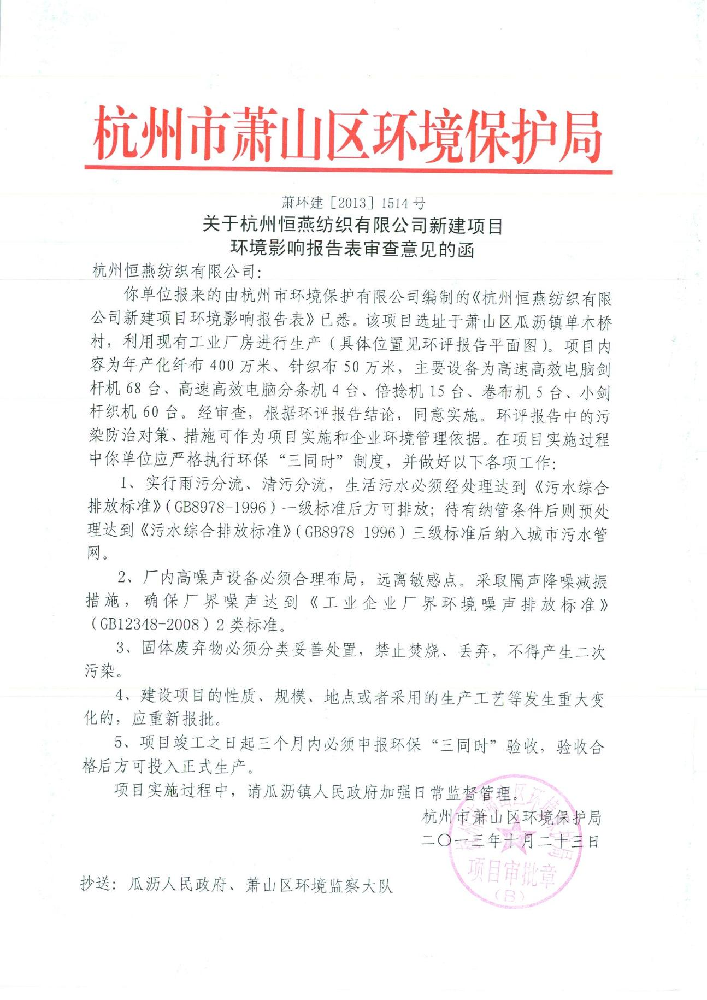 杭州市萧山区环境保护局
萧环建［2013］1514号
关于杭州恒燕纺织有限公司新建项目
环境影响报告表审查意见的函
杭州恒燕纺织有限公司：
你单位报来的由杭州市环境保护有限公司编制的《杭州恒燕纺织有限
公司新建项目环境影响报告表》已悉。该项目选址于萧山区瓜沥镇单木桥
村，利用现有工业厂房进行生产（具体位置见环评报告平面图）。项目内
容为年产化纤布400万米、针织布50万米，主要设备为高速高效电脑剑
杆机68台、高速高效电脑分条机4台、倍捻机15台、卷布机5台、小剑
杆织机60台。经审查，根据环评报告结论，同意实施。环评报告中的污
染防治对策、措施可作为项目实施和企业环境管理依据。在项目实施过程
中你单位应严格执行环保“三同时”制度，并做好以下各项工作：
1、实行雨污分流、清污分流，生活污水必须经处理达到《污水综合
排放标准》（GB8978-1996）一级标准后方可排放；待有纳管条件后则预处
理达到《污水综合排放标准》（GB8978-1996）三级标准后纳入城市污水管
网。
2、厂内高噪声设备必须合理布局，远离敏感点。采取隔声降噪减振
措施，确保厂界噪声达到《工业企业厂界环境噪声排放标准》
（GB12348-2008）2类标准。
3、固体废弃物必须分类妥善处置，禁止焚烧、丢弃，不得产生二次
污染。
4、建设项目的性质、规模、地点或者采用的生产工艺等发生重大变
化的，应重新报批。
5、项目竣工之日起三个月内必须申报环保“三同时”验收，验收合
格后方可投入正式生产。
项目实施过程中，请瓜沥镇人民政府加强日常监督管理。
杭州市萧山区环境保护局
二〇一三年十月二十三日
杭州市萧山区环境保护局
项目审批章
（B）
抄送：瓜沥人民政府、萧山区环境监察大队